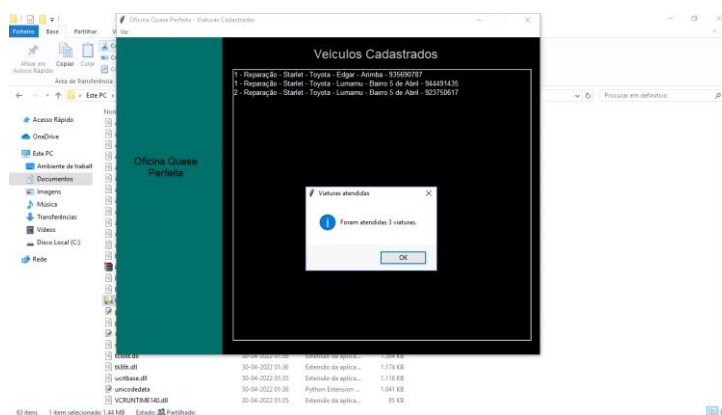 Oficina Quase Perfeita - Viaturas Cadastradas
Ficheiro Base Partilhar V
Ver
Afixar em Acesso Rápido
Copiar
Colar
Área de Transferência
Este PC
Procurar em definitivo
Acesso Rápido
OneDrive
Este PC
Ambiente de trabalh
Documentos
Imagens
Música
Transferências
Vídeos
Disco Local (C:)
Rede
Oficina Quase
Perfeita
Veículos Cadastrados
1 - Reparação - Starlet - Toyota - Edgar - Arimba - 935690787
1 - Reparação - Starlet - Toyota - Lumamu - Bairro 5 de Abril - 944491435
2 - Reparação - Starlet - Toyota - Lumamu - Bairro 5 de Abril - 923750617
Viaturas atendidas
Foram atendidas 3 viaturas.
OK
tk86t.dll 30-04-2022 01:36 Extensão da aplica... 1.174 KB
ucrtbase.dll 30-04-2022 01:35 Extensão da aplica... 1.118 KB
unicodedata 30-04-2022 01:36 Python Extension ... 1.041 KB
VCRUNTIME140.dll 30-04-2022 01:35 Extensão da aplica... 85 KB
63 itens 1 item selecionado 1,44 MB Estado: Partilhado